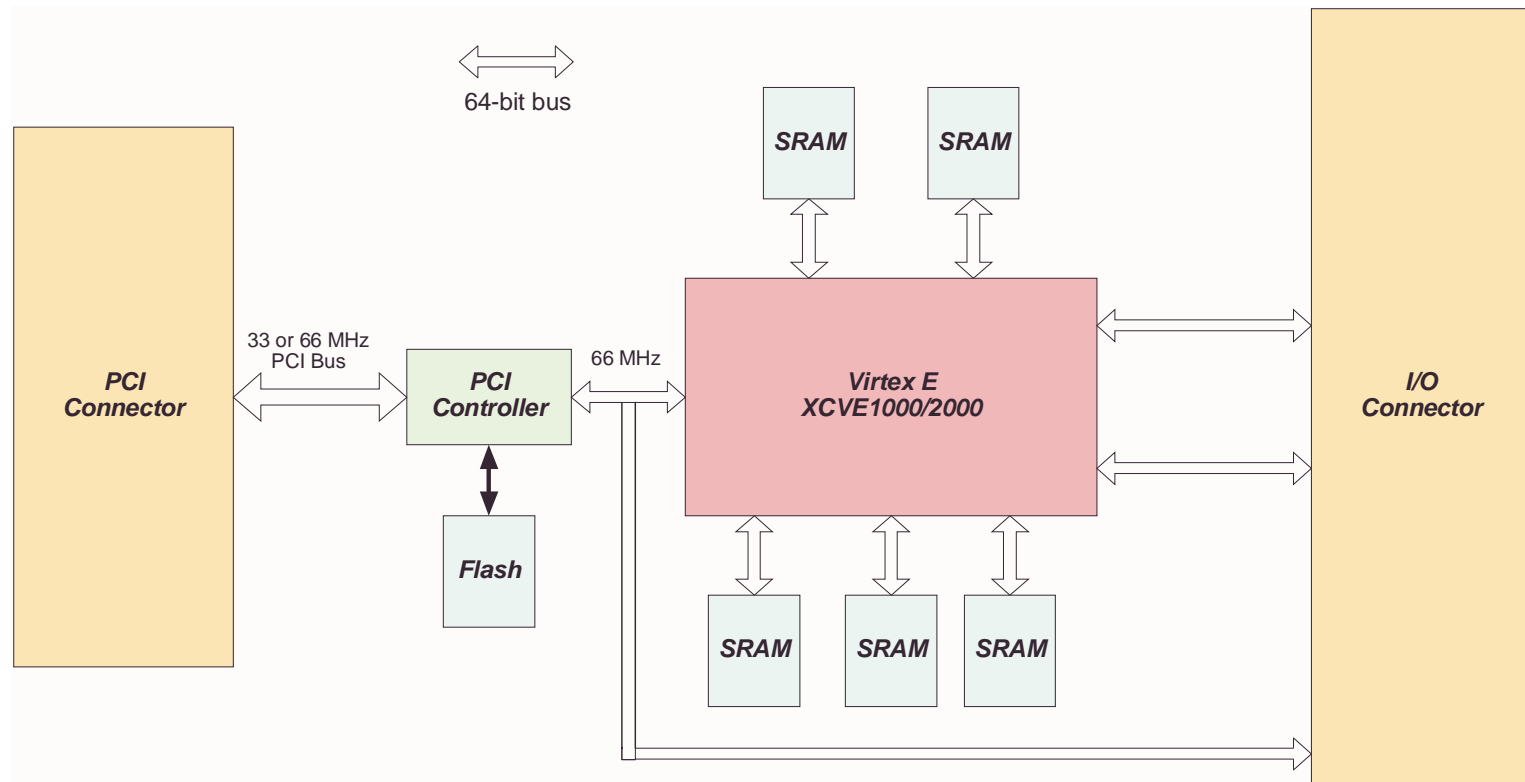 64-bit bus
SRAM
SRAM
33 or 66 MHz
PCI Bus
66 MHz
PCI
Connector
PCI
Controller
Virtex E
XCVE1000/2000
I/O
Connector
Flash
SRAM
SRAM
SRAM